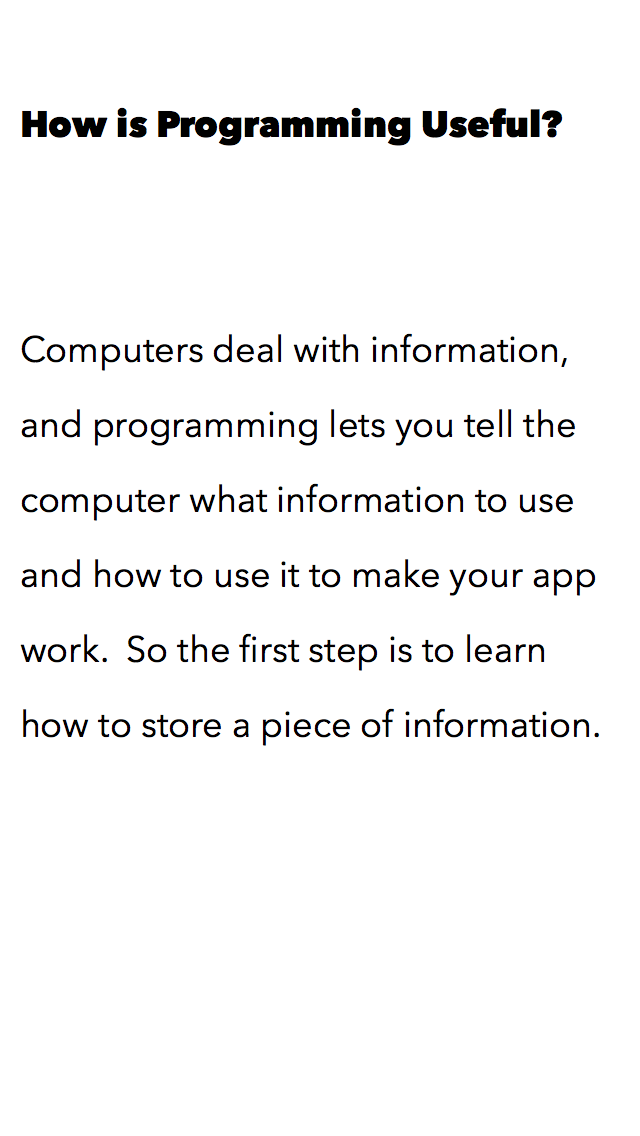 How is Programming Useful?
Computers deal with information,
and programming lets you tell the
computer what information to use
and how to use it to make your app
work.  So the first step is to learn
how to store a piece of information.